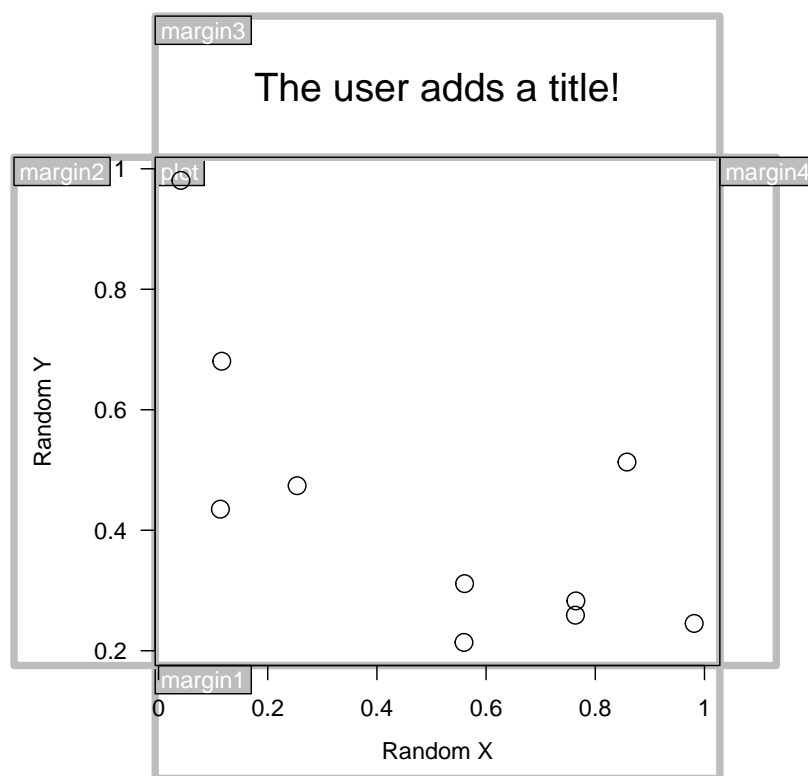 margin3
The user adds a title!
margin2
plot
margin4
1
0.8
0.6
0.4
0.2
Random Y
margin1
0
0.2
0.4
0.6
0.8
1
Random X